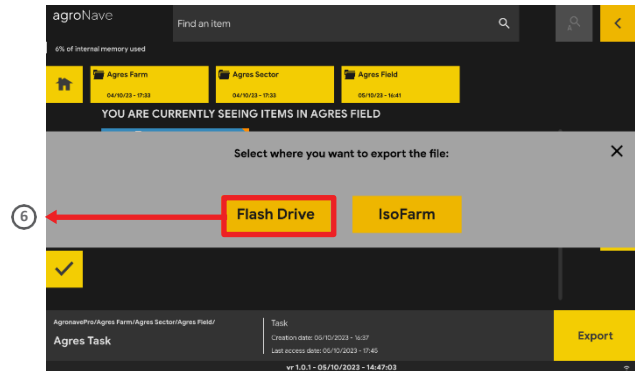 agroNave
Find an item
6% of internal memory used
Agres Farm
04/10/23 - 17:33
Agres Sector
04/10/23 - 17:33
Agres Field
05/10/23 - 16:41
YOU ARE CURRENTLY SEEING ITEMS IN AGRES FIELD
Select where you want to export the file:
6
Flash Drive
IsoFarm
AgronavePro/Agres Farm/Agres Sector/Agres Field/
Agres Task
Task
Creation date: 05/10/2023 - 16:37
Last access date: 05/10/2023 - 17:45
Export
vr 1.0.1 - 05/10/2023 - 14:47:03